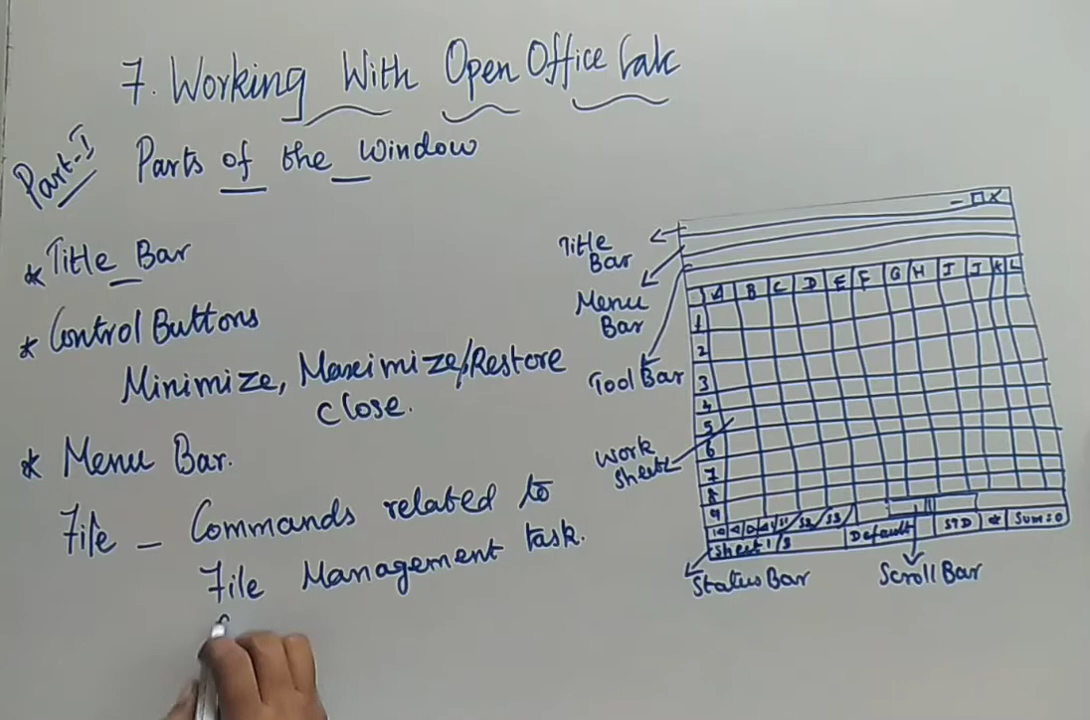 7. Working With Open Office Calc
Part-I
Parts of the window
* Title Bar
* Control Buttons
Minimize, Maximize/Restore
close.
* Menu Bar.
File - Commands related to
File Management task.
Title
Bar
Menu
Bar
Tool Bar
Work
sheet
- □ X
A B C D E F G H I J K L
1
2
3
4
5
6
7
8
9
10
S1/S2/S3/
Sheet 1/3 Default STD * Sum=0
Status Bar
Scroll Bar